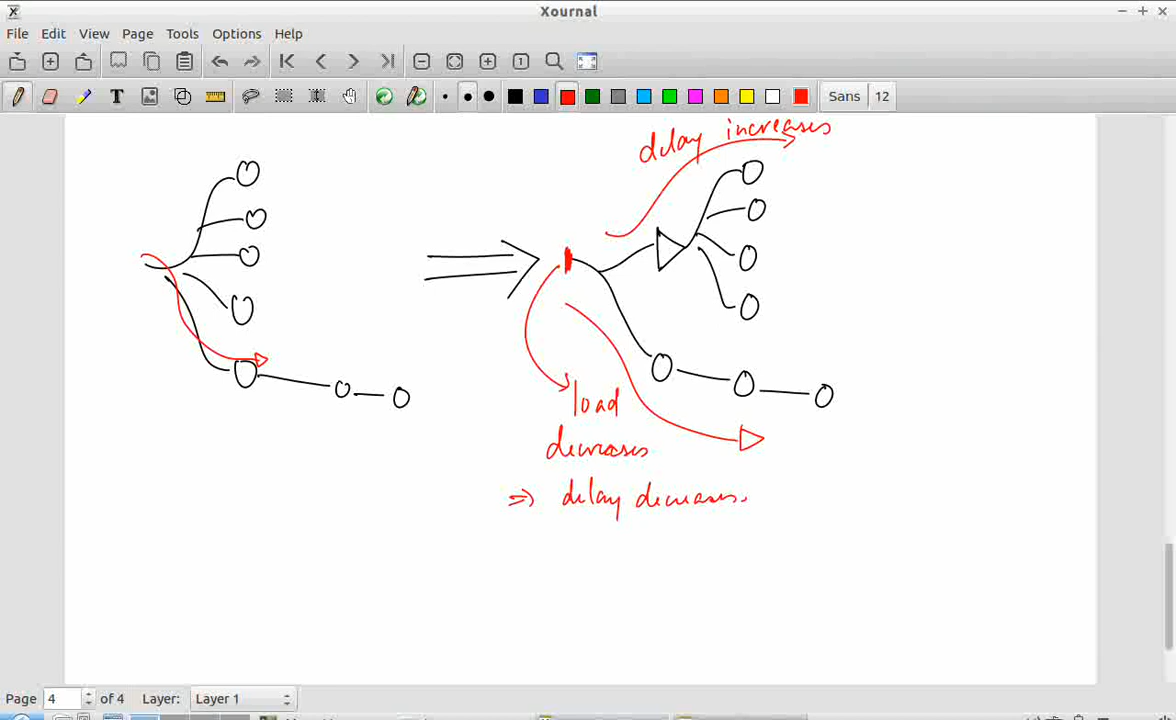 Xournal
File Edit View Page Tools Options Help
Sans 12
delay increases
load
decreases
⇒ delay decreases.
Page 4 of 4 Layer: Layer 1